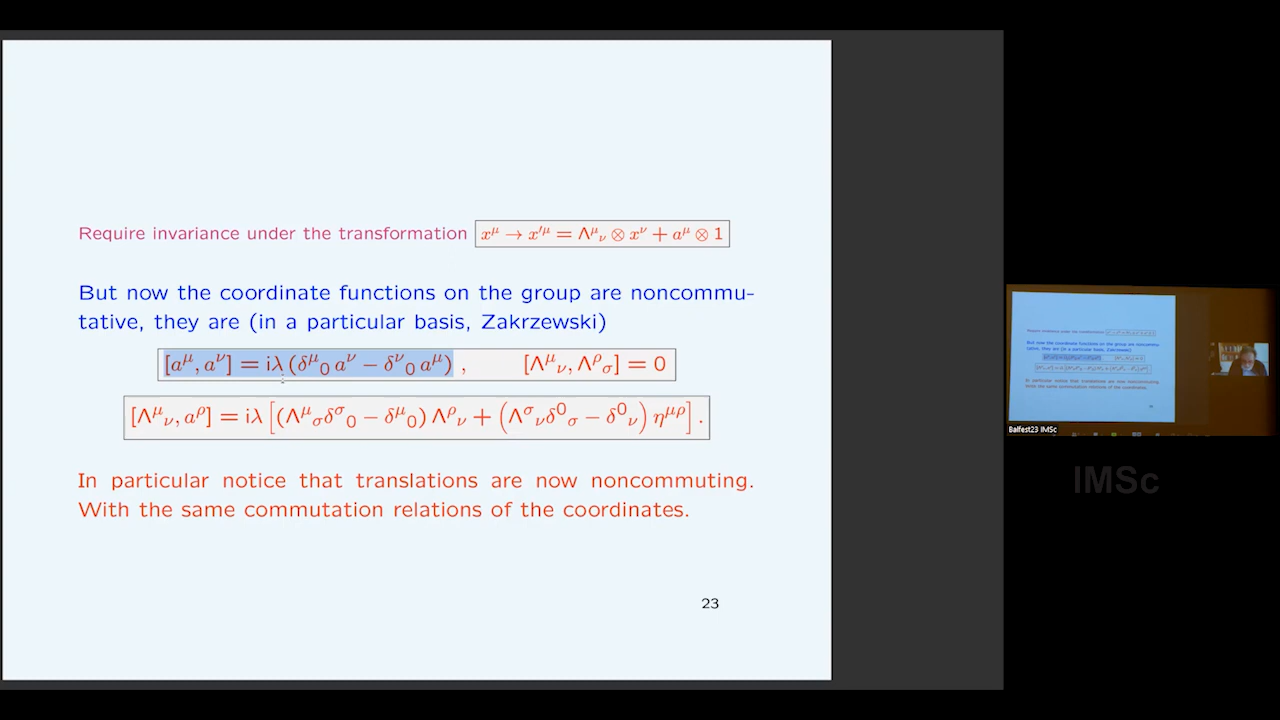 Require invariance under the transformation x^μ → x′^μ = Λ^μ_ν ⊗ x^ν + a^μ ⊗ 1
But now the coordinate functions on the group are noncommu-
tative, they are (in a particular basis, Zakrzewski)
[a^μ, a^ν] = iλ (δ^μ_0 a^ν − δ^ν_0 a^μ) , [Λ^μ_ν, Λ^ρ_σ] = 0
[Λ^μ_ν, a^ρ] = iλ [(Λ^μ_σ δ^σ_0 − δ^μ_0) Λ^ρ_ν + (Λ^σ_ν δ^0_σ − δ^0_ν) η^{μρ}] .
In particular notice that translations are now noncommuting.
With the same commutation relations of the coordinates.
23
Balfest23 IMSc
IMSc